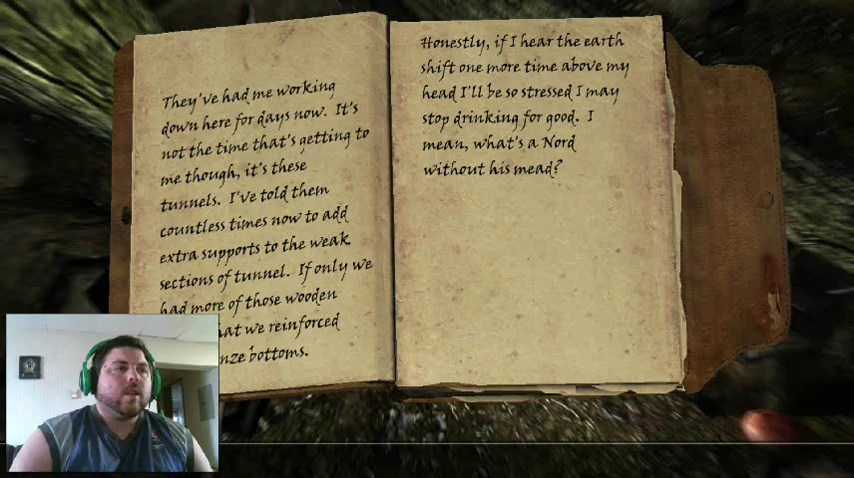 They've had me working
down here for days now. It's
not the time that's getting to
me though, it's these
tunnels. I've told them
countless times now to add
extra supports to the weak
sections of tunnel. If only we
had more of those wooden
hat we reinforced
nze bottoms.
Honestly, if I hear the earth
shift one more time above my
head I'll be so stressed I may
stop drinking for good. I
mean, what's a Nord
without his mead?